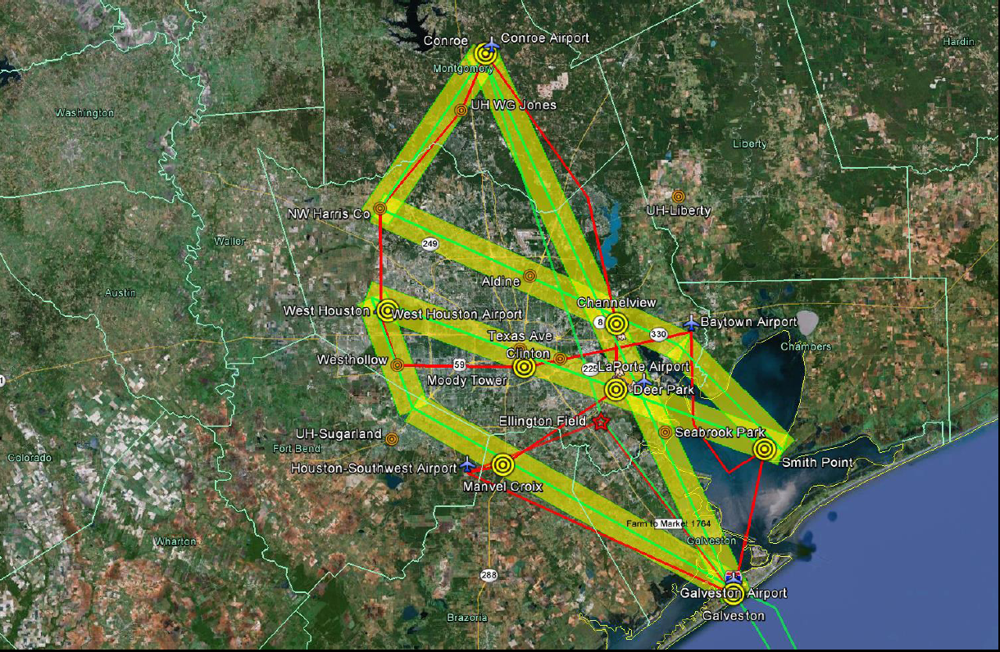 Conroe
Conroe Airport
Hardin
Montgomery
UH WG Jones
Washington
Liberty
NW Harris Co
UH-Liberty
Waller
249
Aldine
Austin
Channelview
West Houston
West Houston Airport
8
Baytown Airport
Texas Ave
330
Chambers
Clinton
Westhollow
59
225
LaPorte Airport
Moody Tower
Deer Park
1
Ellington Field
UH-Sugarland
Seabrook Park
Fort Bend
Colorado
Houston-Southwest Airport
Smith Point
Manvel Croix
Farm to Market 1764
Wharton
Galveston
288
Galveston Airport
Brazoria
Galveston